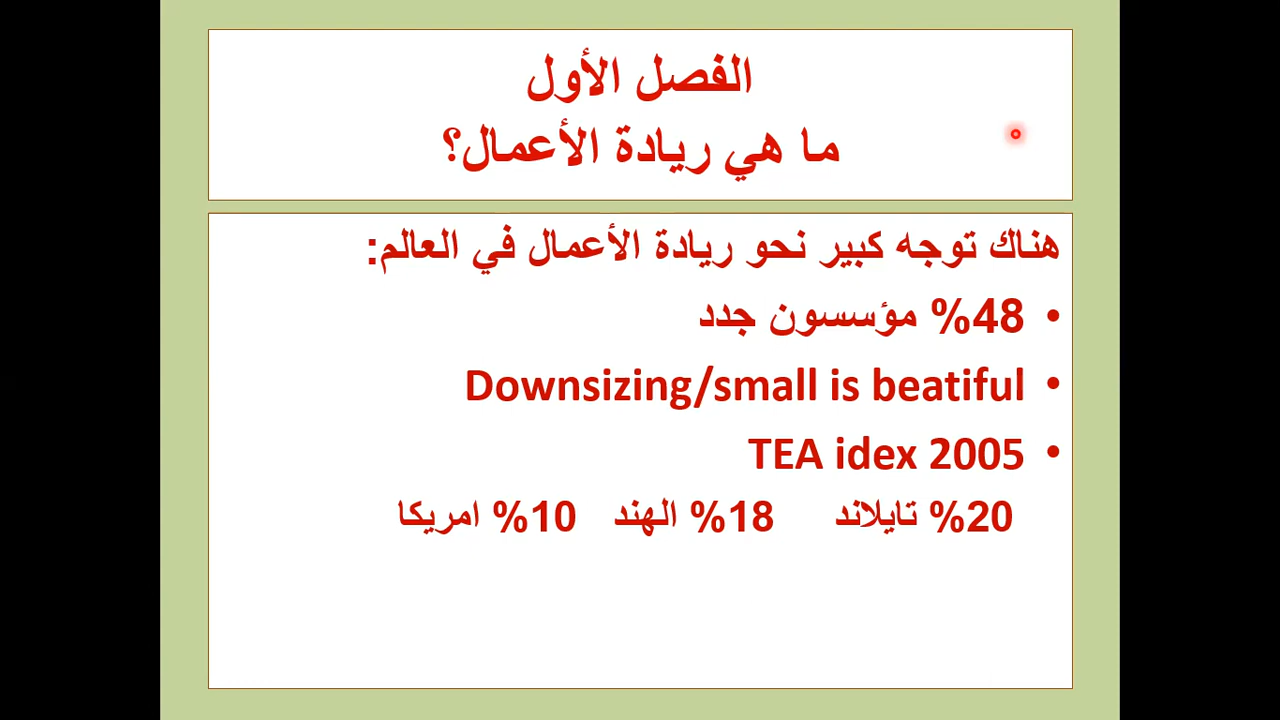 الفصل الأول
ما هي ريادة الأعمال؟
هناك توجه كبير نحو ريادة الأعمال في العالم:
• 48% مؤسسون جدد
• Downsizing/small is beatiful
• TEA idex 2005
20% تايلاند 18% الهند 10% امريكا